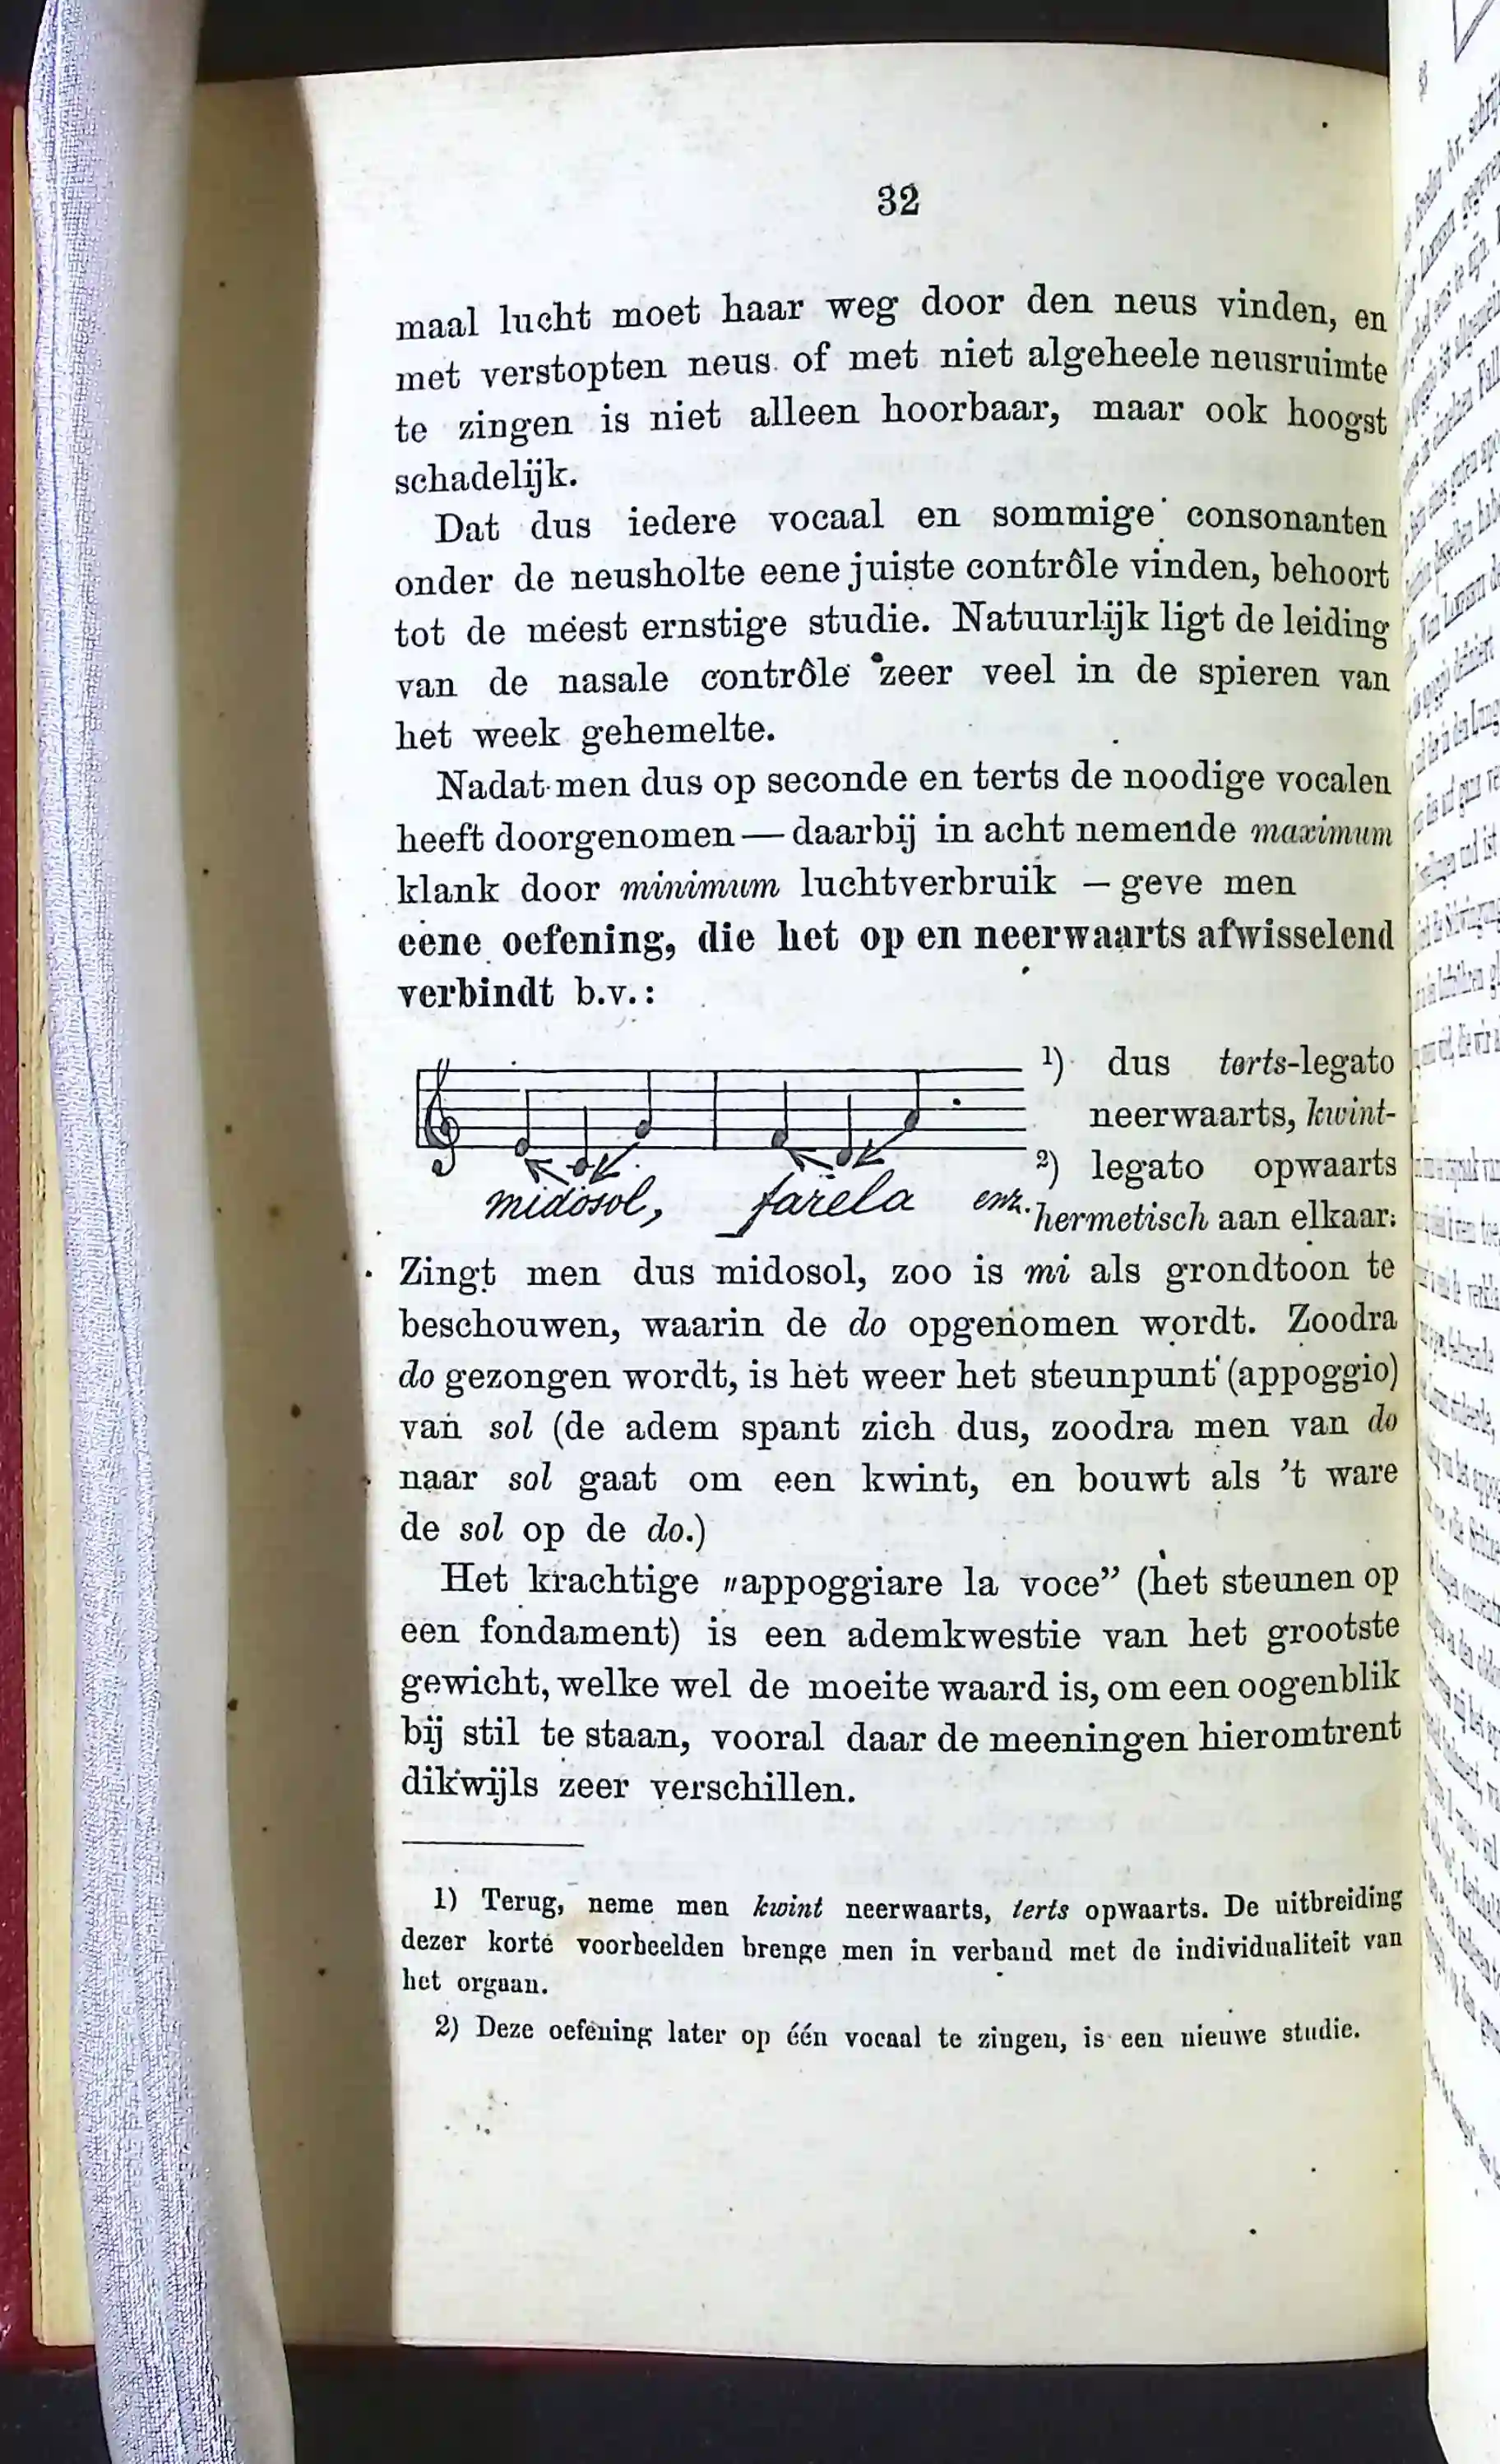 32
maal lucht moet haar weg door den neus vinden, en
met verstopten neus of met niet algeheele neusruimte
te zingen is niet alleen hoorbaar, maar ook hoogst
schadelijk.
Dat dus iedere vocaal en sommige consonanten
onder de neusholte eene juiste contrôle vinden, behoort
tot de meest ernstige studie. Natuurlijk ligt de leiding
van de nasale contrôle zeer veel in de spieren van
het week gehemelte.
Nadat men dus op seconde en terts de noodige vocalen
heeft doorgenomen — daarbij in acht nemende maximum
klank door minimum luchtverbruik — geve men
eene oefening, die het op en neerwaarts afwisselend
verbindt b.v.:
1) dus terts-legato
neerwaarts, kwint-
2) legato opwaarts
midosol, farela enz.
hermetisch aan elkaar.
Zingt men dus midosol, zoo is mi als grondtoon te
beschouwen, waarin de do opgenomen wordt. Zoodra
do gezongen wordt, is het weer het steunpunt (appoggio)
van sol (de adem spant zich dus, zoodra men van do
naar sol gaat om een kwint, en bouwt als 't ware
de sol op de do.)
Het krachtige „appoggiare la voce” (het steunen op
een fondament) is een ademkwestie van het grootste
gewicht, welke wel de moeite waard is, om een oogenblik
bij stil te staan, vooral daar de meeningen hieromtrent
dikwijls zeer verschillen.
1) Terug, neme men kwint neerwaarts, terts opwaarts. De uitbreiding
dezer korte voorbeelden brenge men in verband met de individualiteit van
het orgaan.
2) Deze oefening later op één vocaal te zingen, is een nieuwe studie.